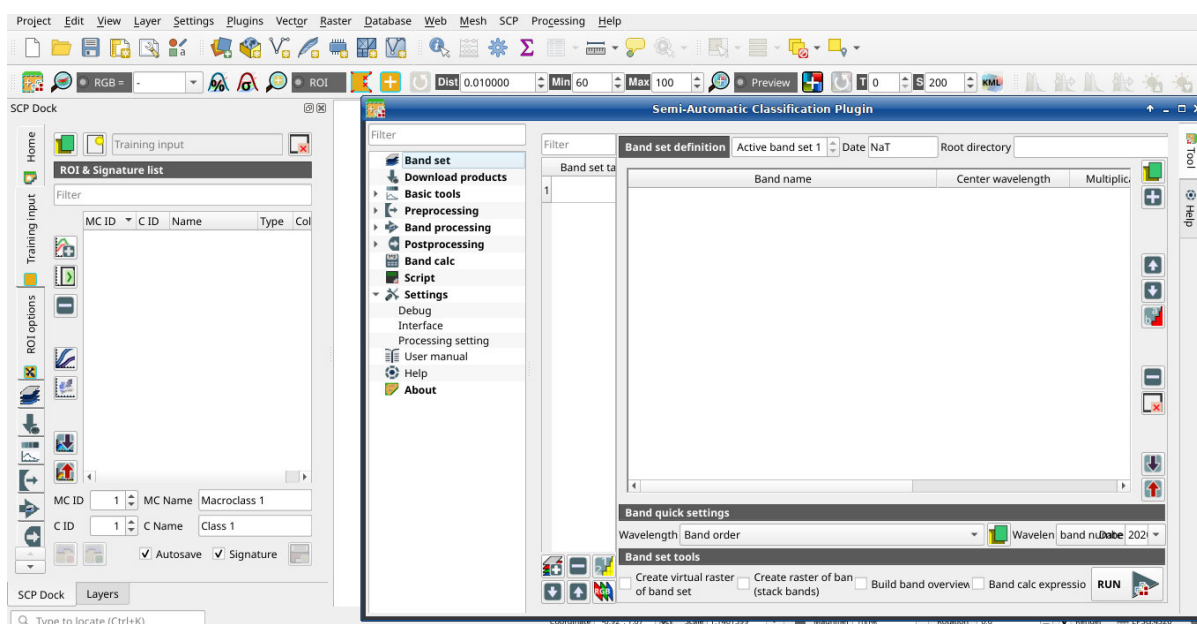 Project Edit View Layer Settings Plugins Vector Raster Database Web Mesh SCP Processing Help
RGB = - ROI Dist 0.010000 Min 60 Max 100 Preview T 0 S 200 KML
SCP Dock
Semi-Automatic Classification Plugin
Home
Training input
ROI options
Training input
ROI & Signature list
Filter
MC ID C ID Name Type Col
MC ID 1 MC Name Macroclass 1
C ID 1 C Name Class 1
Autosave Signature
SCP Dock Layers
Type to locate (Ctrl+K)
Filter
Band set
Download products
Basic tools
Preprocessing
Band processing
Postprocessing
Band calc
Script
Settings
Debug
Interface
Processing setting
User manual
Help
About
Filter
Band set ta
1
RGB
Band set definition Active band set 1 Date NaT Root directory
Band name Center wavelength Multiplic
Band quick settings
Wavelength Band order Wavelen
Band set tools
Create virtual raster of band set
Create raster of ban (stack bands)
Build band overview
Band calc expressio
RUN
Tool
Help